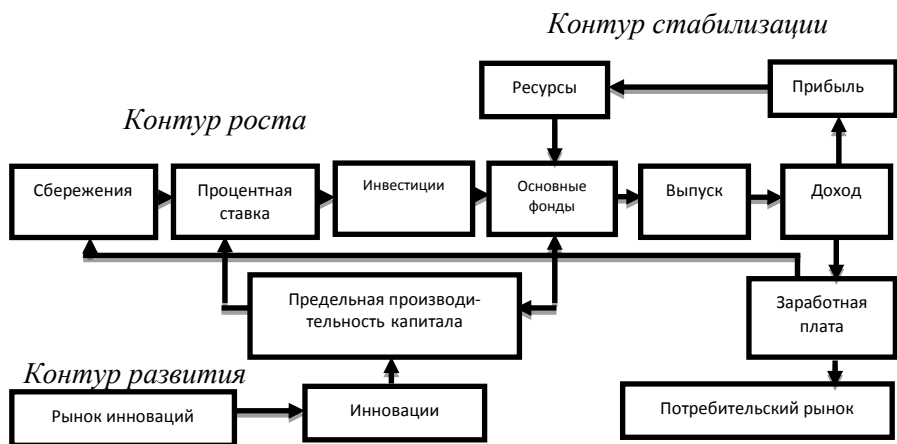 Контур стабилизации
Ресурсы
Прибыль
Контур роста
Сбережения
Процентная
ставка
Инвестиции
Основные
фонды
Выпуск
Доход
Предельная производи-
тельность капитала
Заработная
плата
Контур развития
Рынок инноваций
Инновации
Потребительский рынок